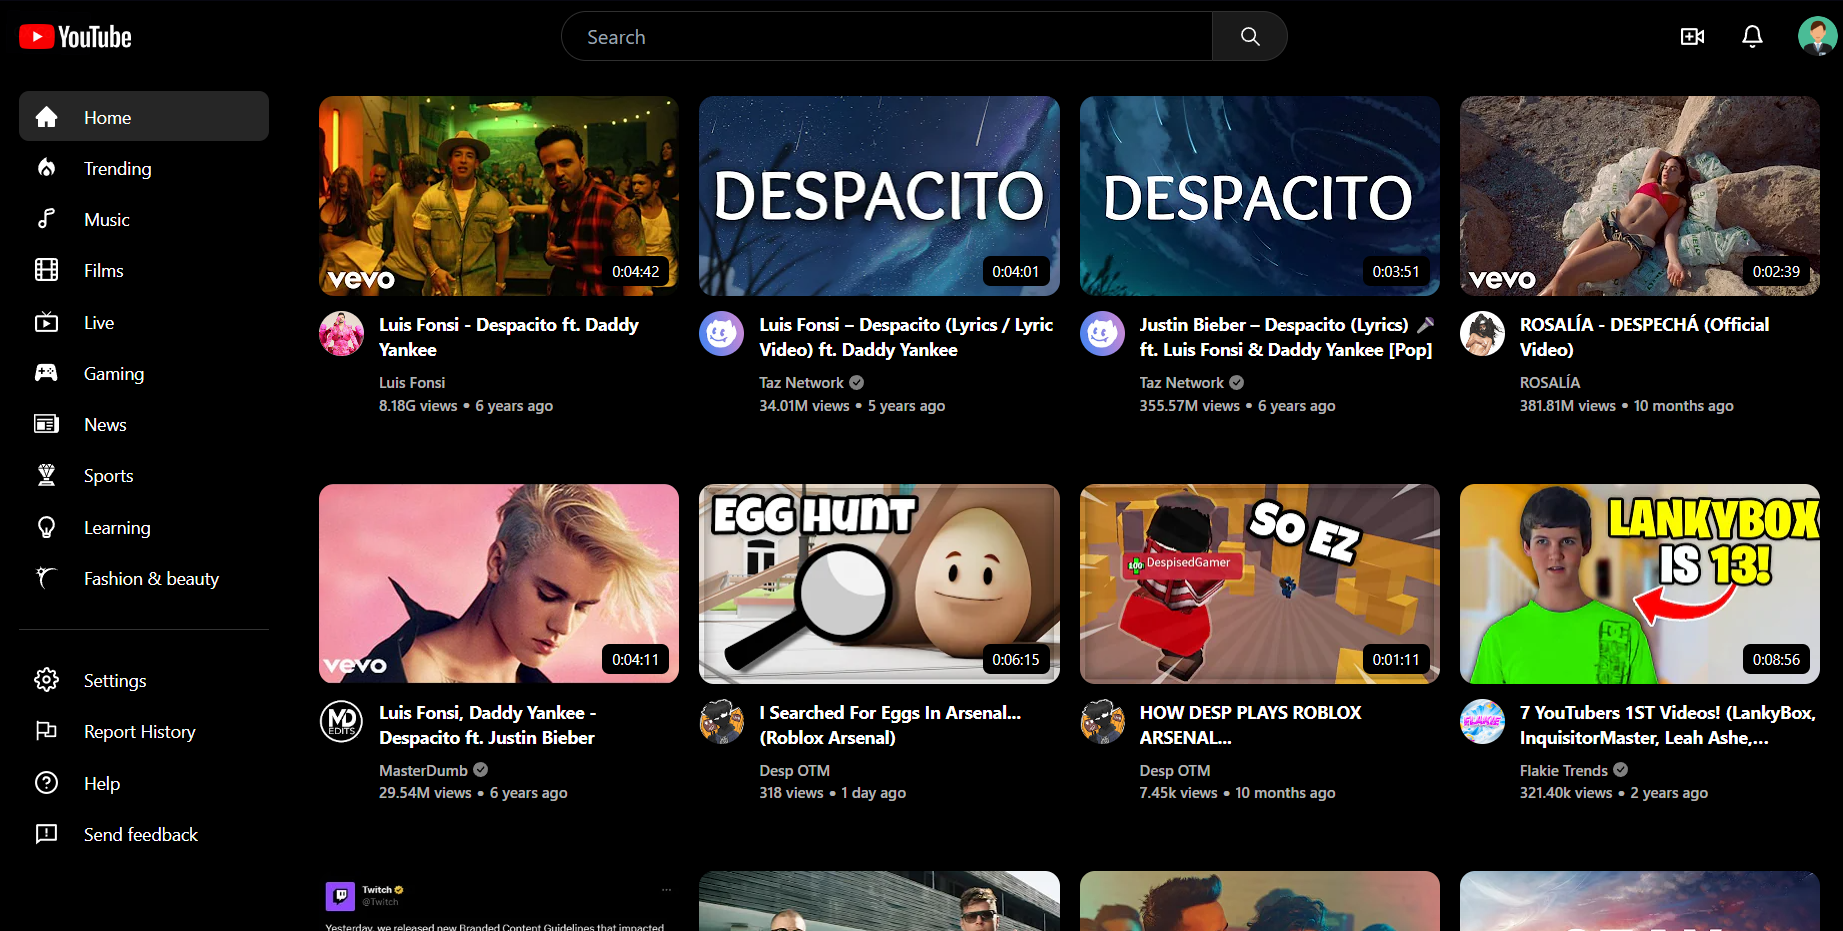 YouTube
Search
Home
Trending
Music
Films
Live
Gaming
News
Sports
Learning
Fashion & beauty
Settings
Report History
Help
Send feedback
vevo
0:04:42
Luis Fonsi - Despacito ft. Daddy
Yankee
Luis Fonsi
8.18G views • 6 years ago
DESPACITO
0:04:01
Luis Fonsi – Despacito (Lyrics / Lyric
Video) ft. Daddy Yankee
Taz Network
34.01M views • 5 years ago
DESPACITO
0:03:51
Justin Bieber – Despacito (Lyrics) 🎤
ft. Luis Fonsi & Daddy Yankee [Pop]
Taz Network
355.57M views • 6 years ago
vevo
0:02:39
ROSALÍA - DESPECHÁ (Official
Video)
ROSALÍA
381.81M views • 10 months ago
vevo
0:04:11
MD
EDITS
Luis Fonsi, Daddy Yankee -
Despacito ft. Justin Bieber
MasterDumb
29.54M views • 6 years ago
EGG HUNT
0:06:15
I Searched For Eggs In Arsenal...
(Roblox Arsenal)
Desp OTM
318 views • 1 day ago
SO EZ
100
DespisedGamer
0:01:11
HOW DESP PLAYS ROBLOX
ARSENAL...
Desp OTM
7.45k views • 10 months ago
LANKYBOX
IS 13!
0:08:56
FLAKIE
7 YouTubers 1ST Videos! (LankyBox,
InquisitorMaster, Leah Ashe,...
Flakie Trends
321.40k views • 2 years ago
Twitch
@Twitch
Yesterday, we released new Branded Content Guidelines that impacted